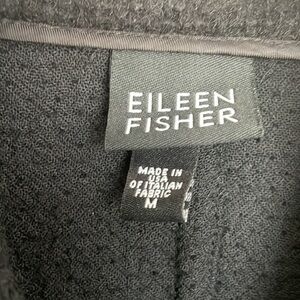 EILEEN
FISHER
MADE IN
USA
OF ITALIAN
FABRIC
M